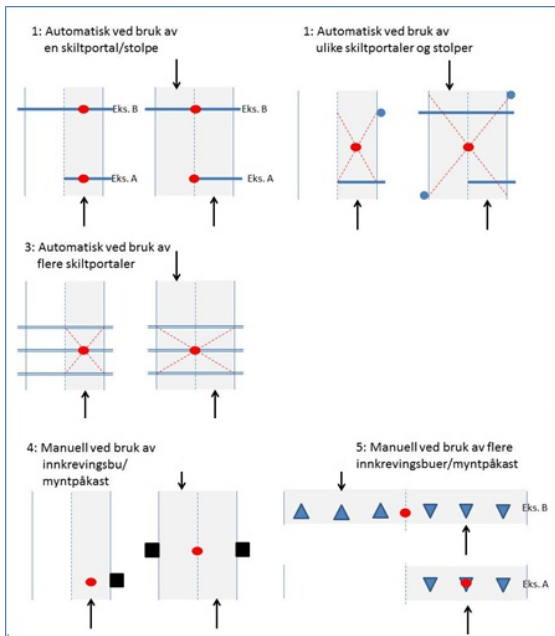 1: Automatisk ved bruk av
en skiltportal/stolpe
Eks. B
Eks. B
Eks. A
Eks. A
1: Automatisk ved bruk av
ulike skiltportaler og stolper
Eks. B
Eks. A
3: Automatisk ved bruk av
flere skiltportaler
4: Manuell ved bruk av
innkrevingsbu/
myntpåkast
5: Manuell ved bruk av flere
innkrevingsbuer/myntpåkast
Eks. B
Eks. A